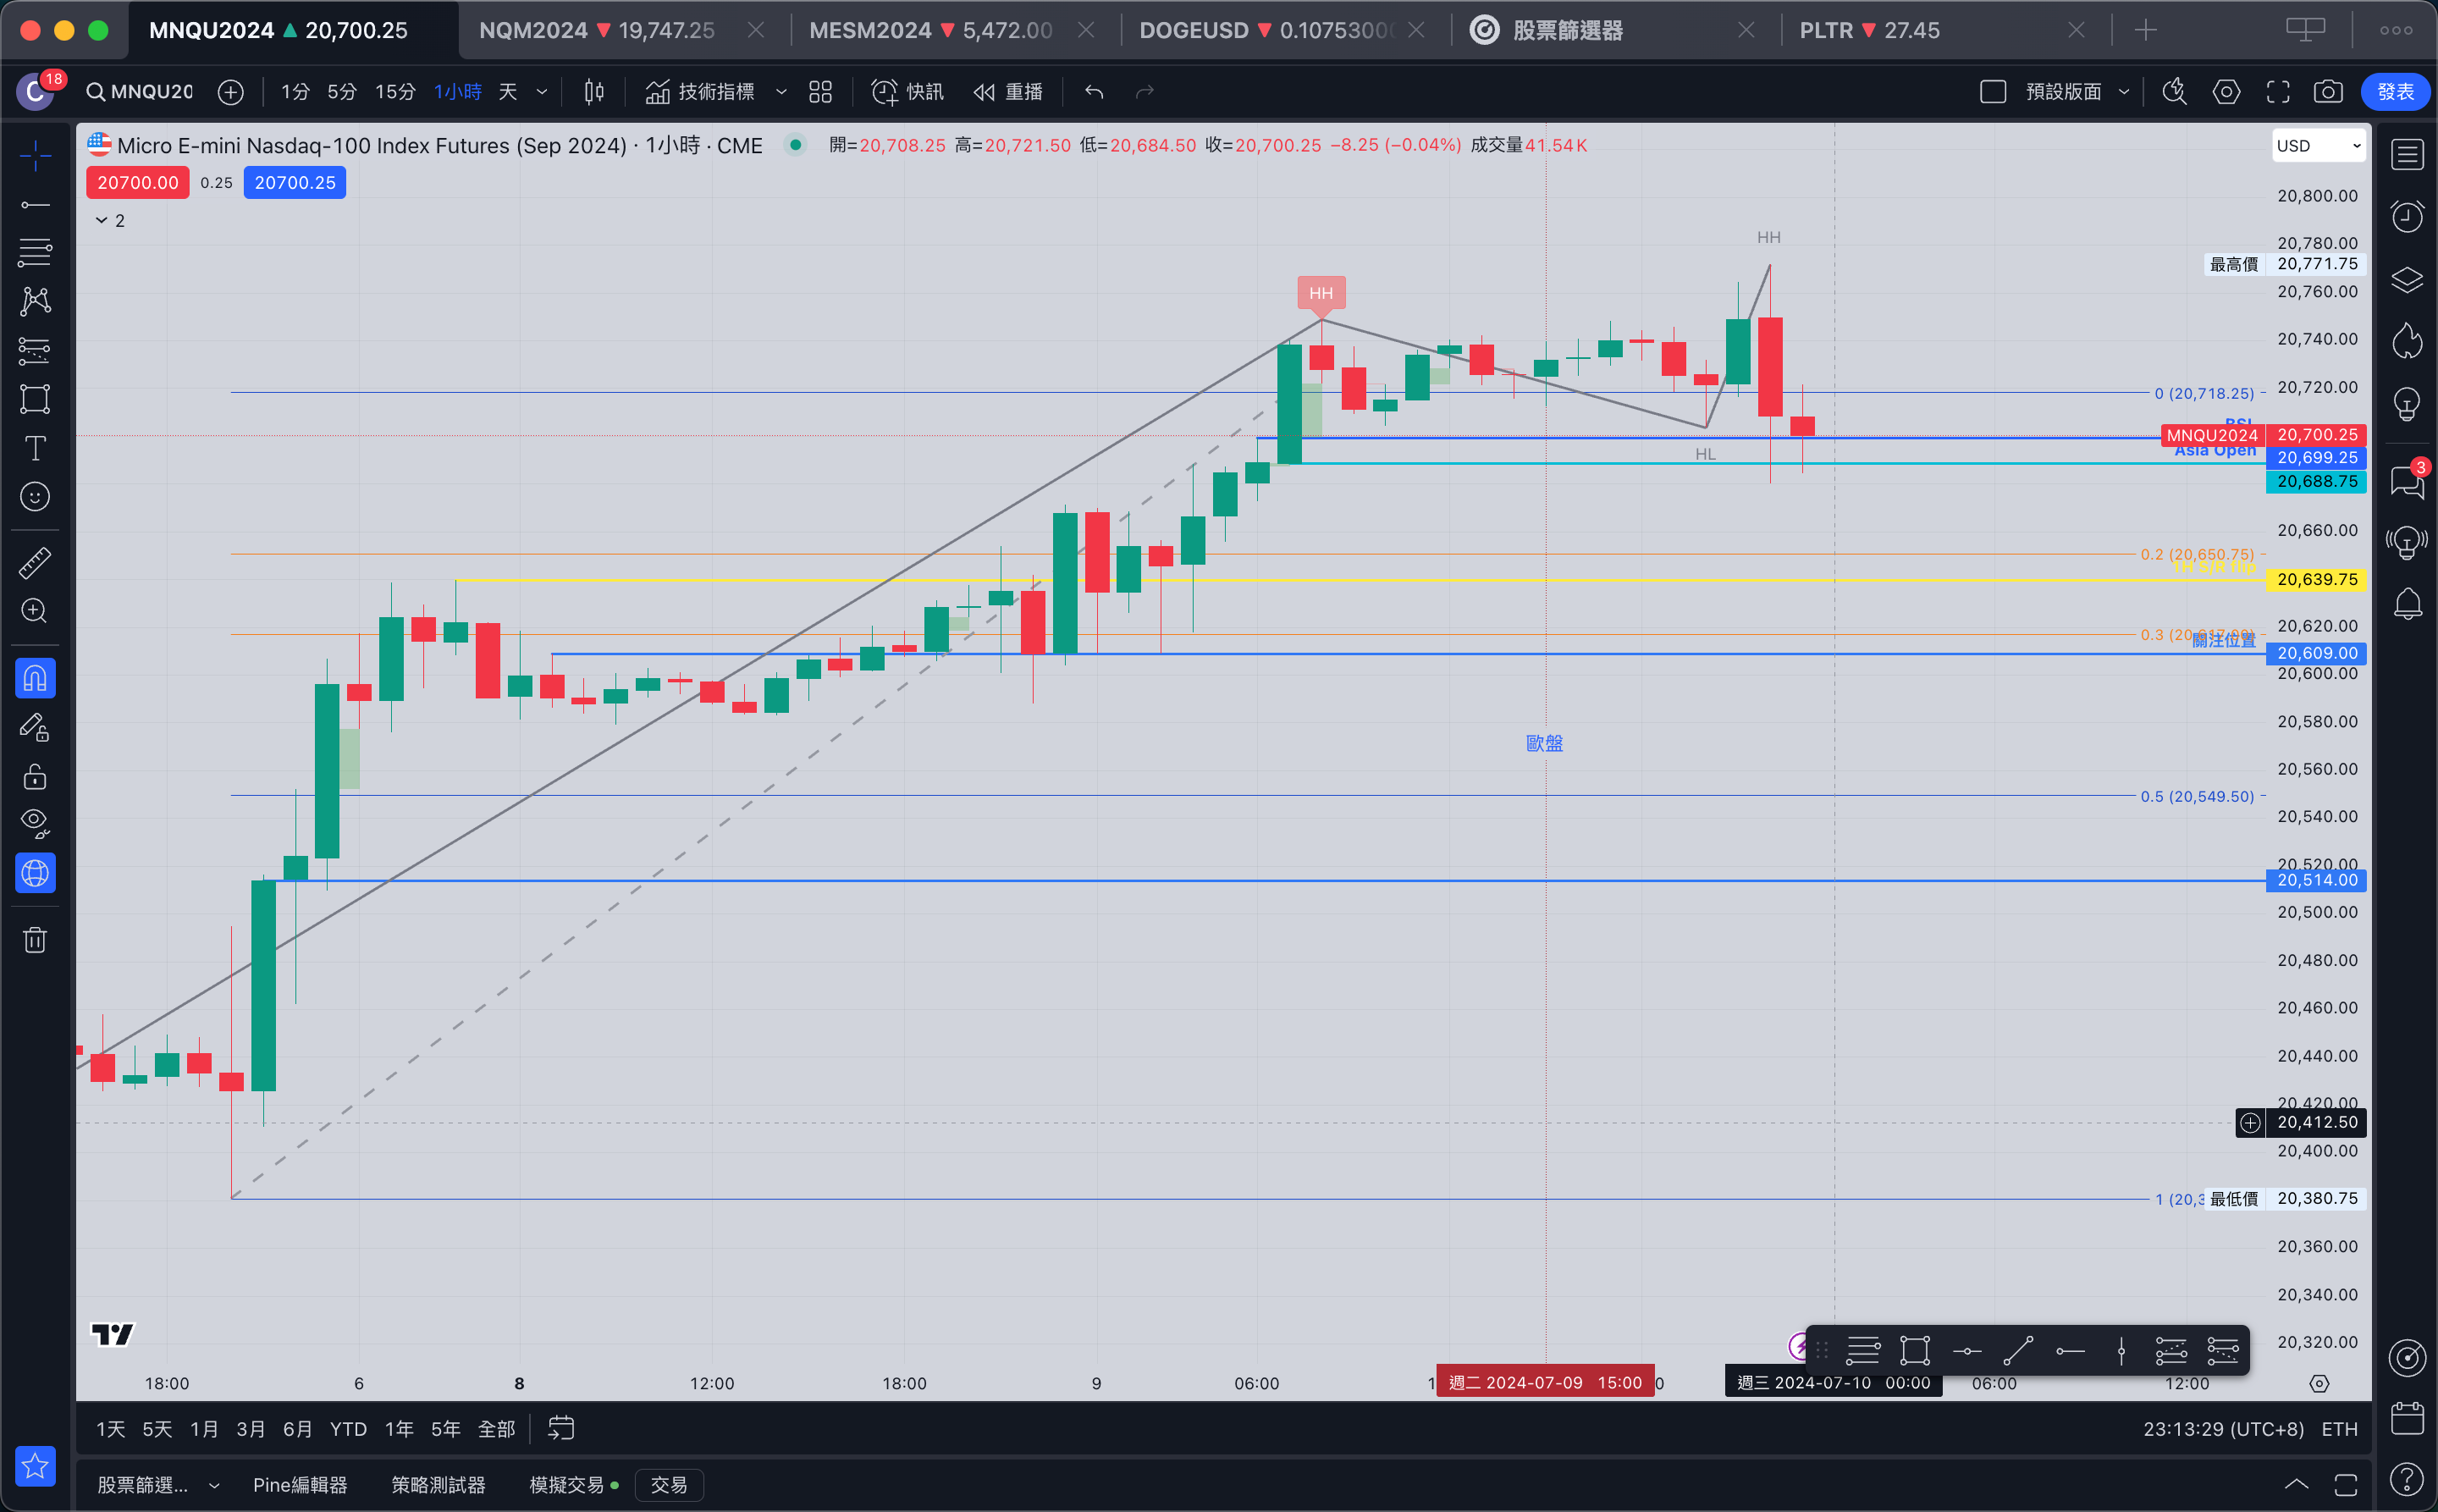 MNQU2024 ▲ 20,700.25
NQM2024 ▼ 19,747.25
MESM2024 ▼ 5,472.00
DOGEUSD ▼ 0.1075300
股票篩選器
PLTR ▼ 27.45
C
18
MNQU20
1分 5分 15分 1小時 天
技術指標
快訊
重播
預設版面
發表
Micro E-mini Nasdaq-100 Index Futures (Sep 2024) · 1小時 · CME
開=20,708.25 高=20,721.50 低=20,684.50 收=20,700.25 −8.25 (−0.04%) 成交量41.54K
USD
20700.00 0.25 20700.25
2
20,800.00
HH
20,780.00
最高價 20,771.75
HH
20,760.00
20,740.00
20,720.00
0 (20,718.25)
MNQU2024 20,700.25
Asia Open 20,699.25
HL
20,688.75
3
20,660.00
0.2 (20,650.75)
1H S/R flip
20,639.75
20,620.00
0.3
關注位置
20,609.00
20,600.00
20,580.00
歐盤
20,560.00
0.5 (20,549.50)
20,540.00
20,520.00
20,514.00
20,500.00
20,480.00
20,460.00
20,440.00
20,420.00
20,412.50
20,400.00
1 (20,3
最低價 20,380.75
20,360.00
20,340.00
20,320.00
18:00 6 8 12:00 18:00 9 06:00
週二 2024-07-09 15:00
週三 2024-07-10 00:00
06:00 12:00
1天 5天 1月 3月 6月 YTD 1年 5年 全部
23:13:29 (UTC+8) ETH
股票篩選...
Pine編輯器
策略測試器
模擬交易
交易